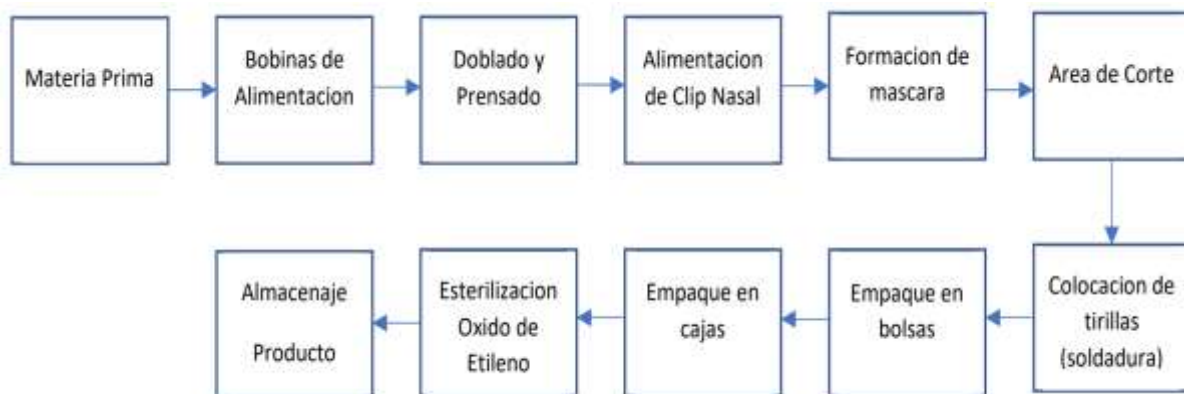 Materia Prima
Bobinas de
Alimentacion
Doblado y
Prensado
Alimentacion
de Clip Nasal
Formacion de
mascara
Area de Corte
Colocacion de
tirillas
(soldadura)
Empaque en
bolsas
Empaque en
cajas
Esterilizacion
Oxido de
Etileno
Almacenaje
Producto